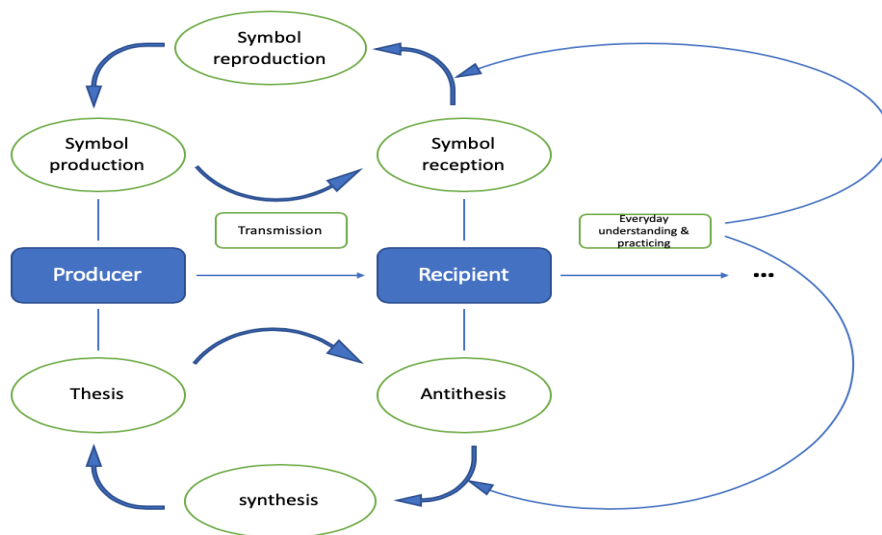 Symbol
reproduction
Symbol
production
Symbol
reception
Transmission
Everyday
understanding &
practicing
Producer
Recipient
...
Thesis
Antithesis
synthesis